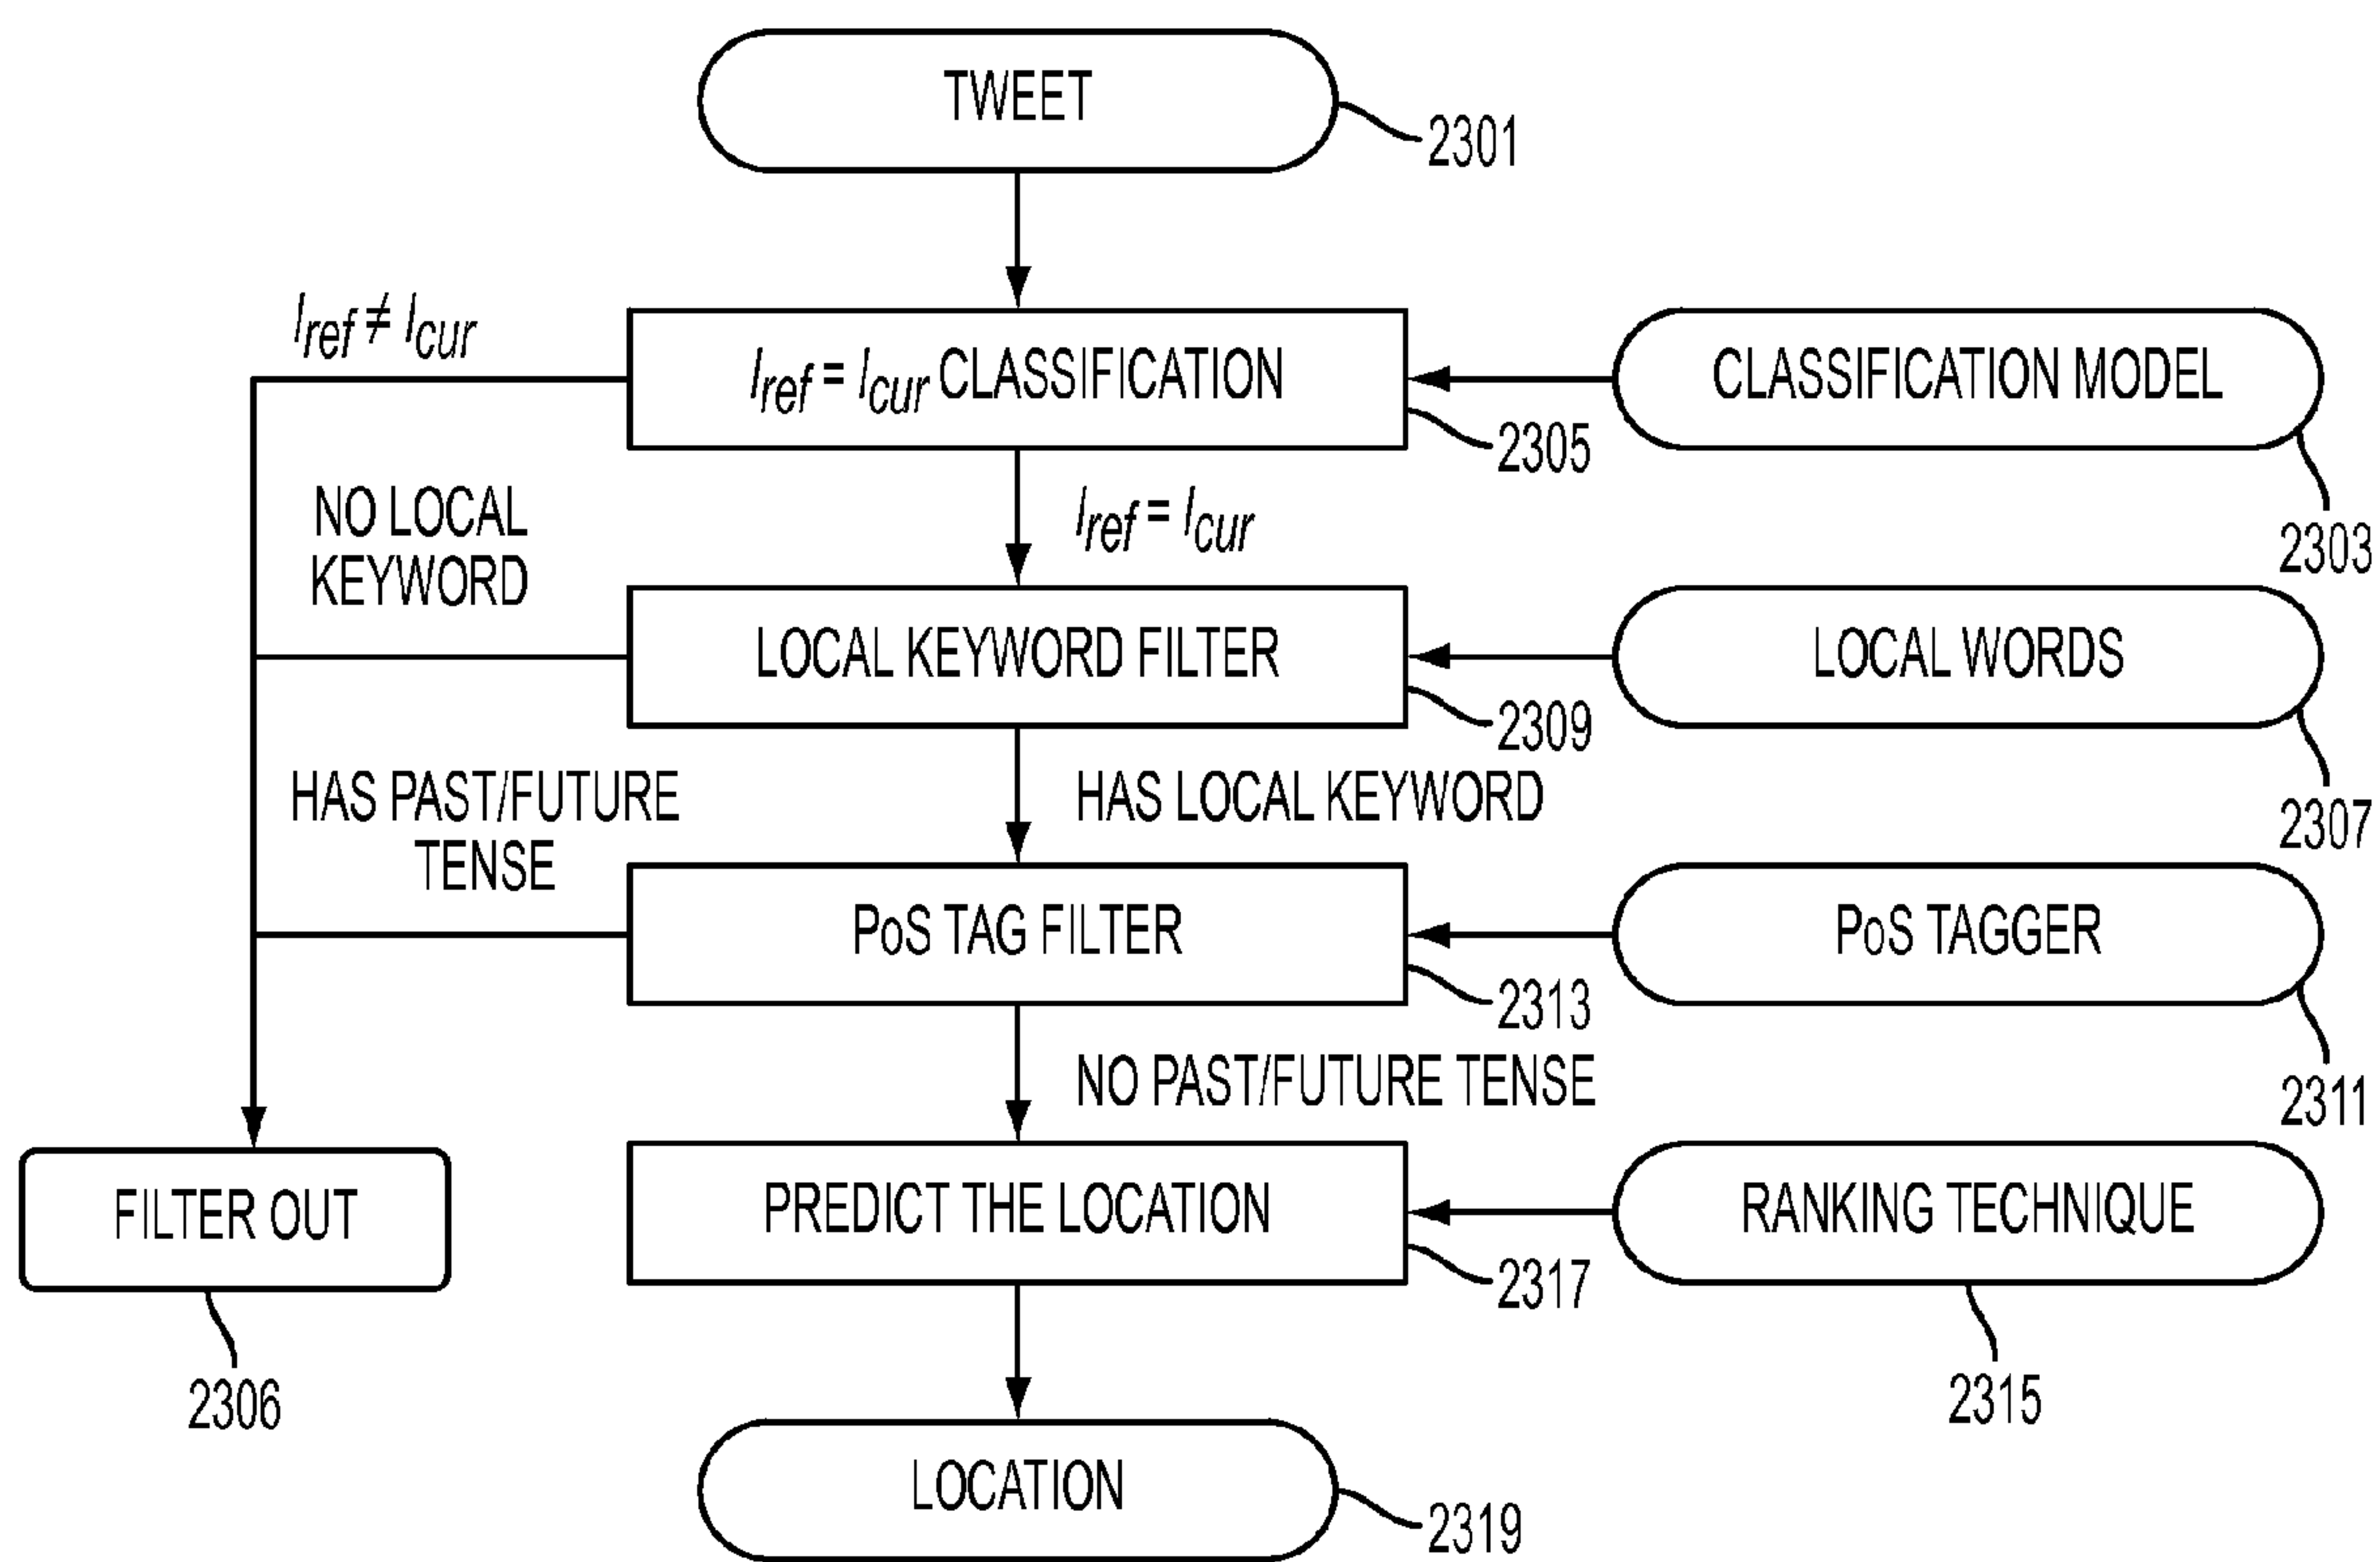 TWEET
2301
lref ≠ lcur
lref = lcur CLASSIFICATION
2305
CLASSIFICATION MODEL
2303
lref = lcur
NO LOCAL
KEYWORD
LOCAL KEYWORD FILTER
2309
LOCAL WORDS
2307
HAS PAST/FUTURE
TENSE
HAS LOCAL KEYWORD
PoS TAG FILTER
2313
PoS TAGGER
2311
NO PAST/FUTURE TENSE
FILTER OUT
2306
PREDICT THE LOCATION
2317
RANKING TECHNIQUE
2315
LOCATION
2319